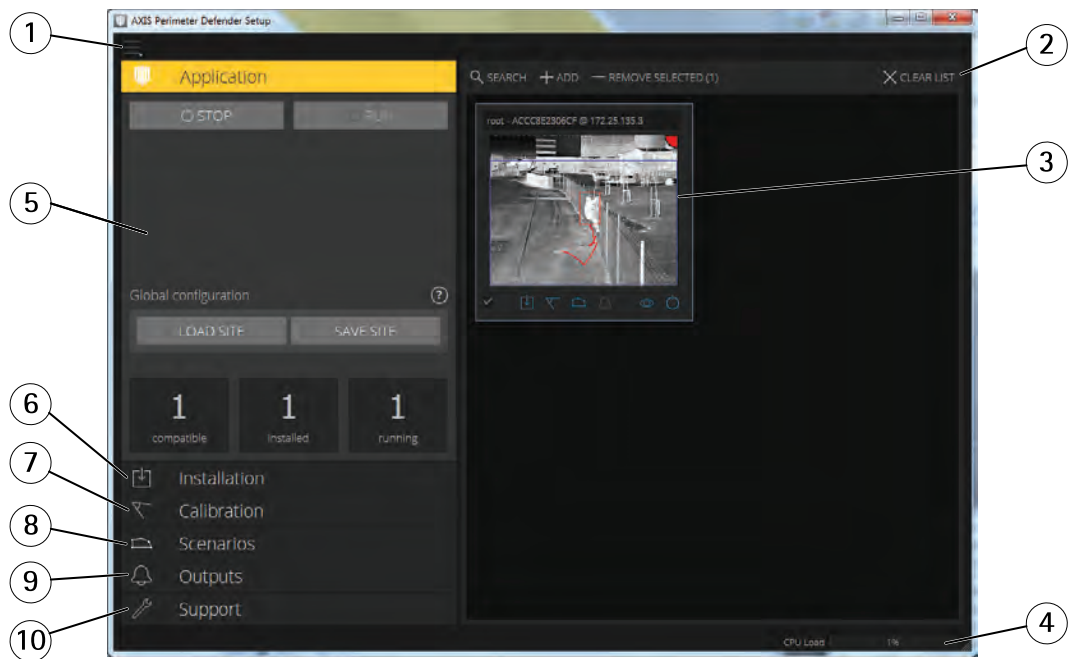 AXIS Perimeter Defender Setup
1
2
Application
SEARCH ADD REMOVE SELECTED (1) CLEAR LIST
STOP RUN
root - ACCC8E2306CF @ 172.25.135.3
3
5
Global configuration ?
LOAD SITE SAVE SITE
1 1 1
compatible installed running
6
Installation
7
Calibration
8
Scenarios
9
Outputs
10
Support
4
CPU Load 1%